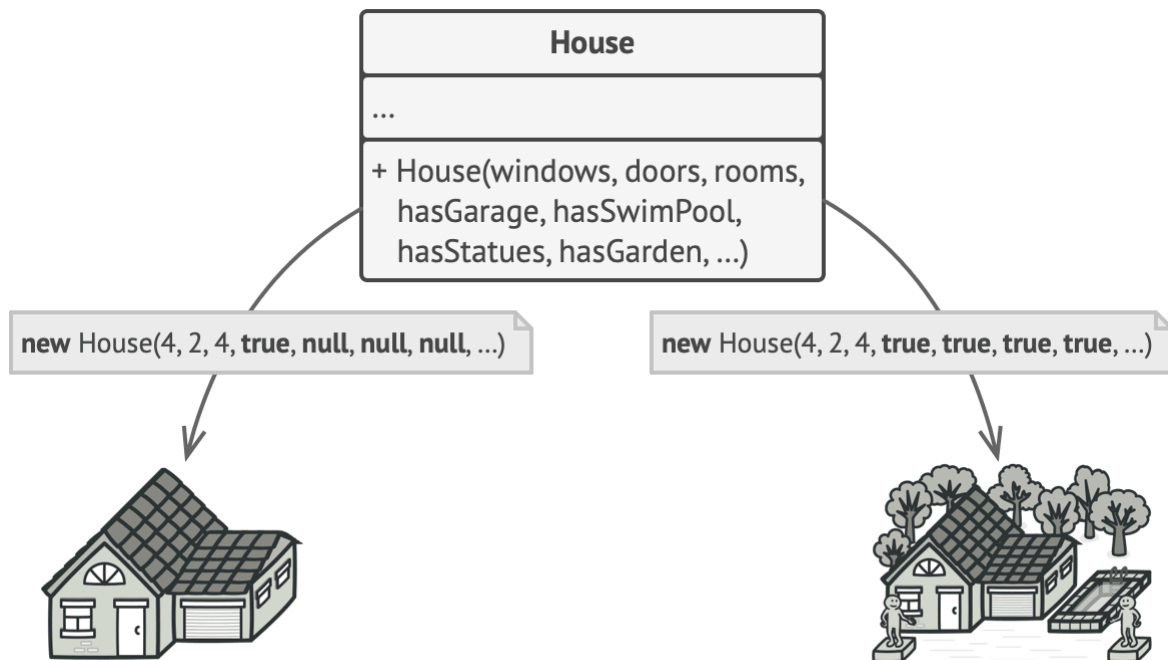 House
...
+ House(windows, doors, rooms,
hasGarage, hasSwimPool,
hasStatues, hasGarden, ...)
new House(4, 2, 4, true, null, null, null, ...)
new House(4, 2, 4, true, true, true, true, ...)